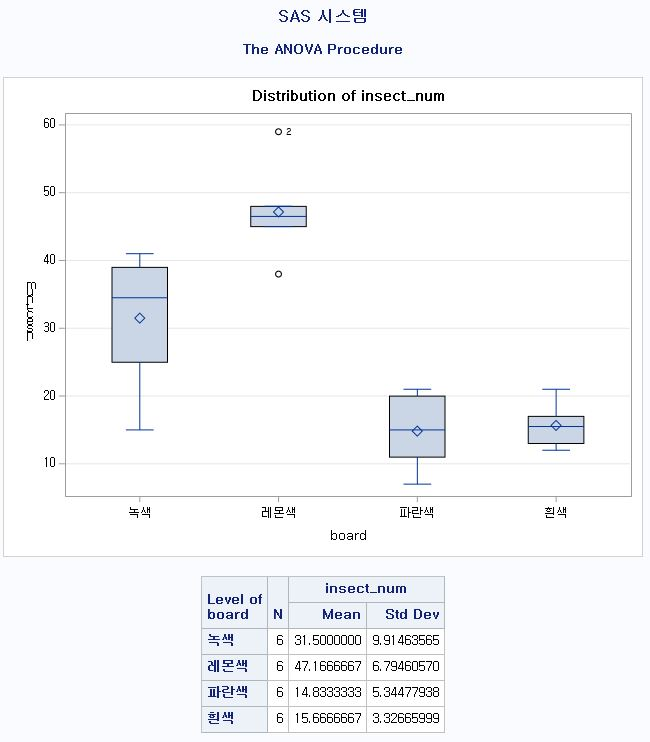 SAS 시스템
The ANOVA Procedure
Distribution of insect_num
60
2
50
40
30
20
10
녹색 레몬색 파란색 흰색
board
Level of board N insect_num
Mean Std Dev
녹색 6 31.5000000 9.91463565
레몬색 6 47.1666667 6.79460570
파란색 6 14.8333333 5.34477938
흰색 6 15.6666667 3.32665999